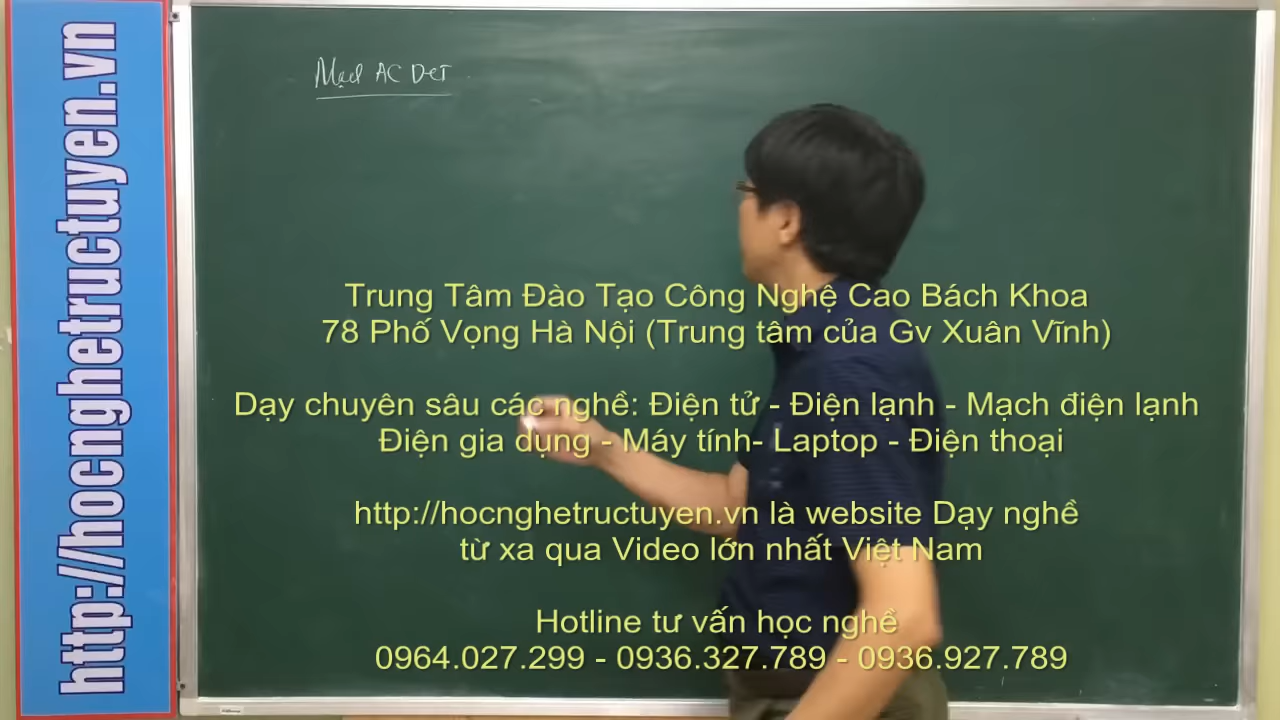 http://hocnghetructuyen.vn
Mạch AC DET
Trung Tâm Đào Tạo Công Nghệ Cao Bách Khoa
78 Phố Vọng Hà Nội (Trung tâm của Gv Xuân Vĩnh)
Dạy chuyên sâu các nghề: Điện tử - Điện lạnh - Mạch điện lạnh
Điện gia dụng - Máy tính- Laptop - Điện thoại
http://hocnghetructuyen.vn là website Dạy nghề
từ xa qua Video lớn nhất Việt Nam
Hotline tư vấn học nghề
0964.027.299 - 0936.327.789 - 0936.927.789